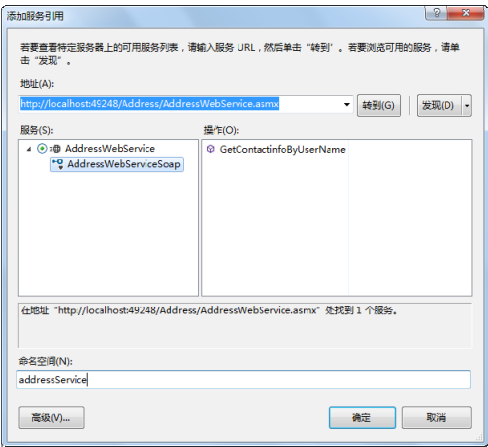 添加服务引用
若要查看特定服务器上的可用服务列表，请输入服务 URL，然后单击“转到”。若要浏览可用的服务，请单
击“发现”。
地址(A):
http://localhost:49248/Address/AddressWebService.asmx
转到(G)
发现(D)
服务(S):
操作(O):
AddressWebService
GetContactinfoByUserName
AddressWebServiceSoap
在地址“http://localhost:49248/Address/AddressWebService.asmx”处找到 1 个服务。
命名空间(N):
addressService
高级(V)...
确定
取消